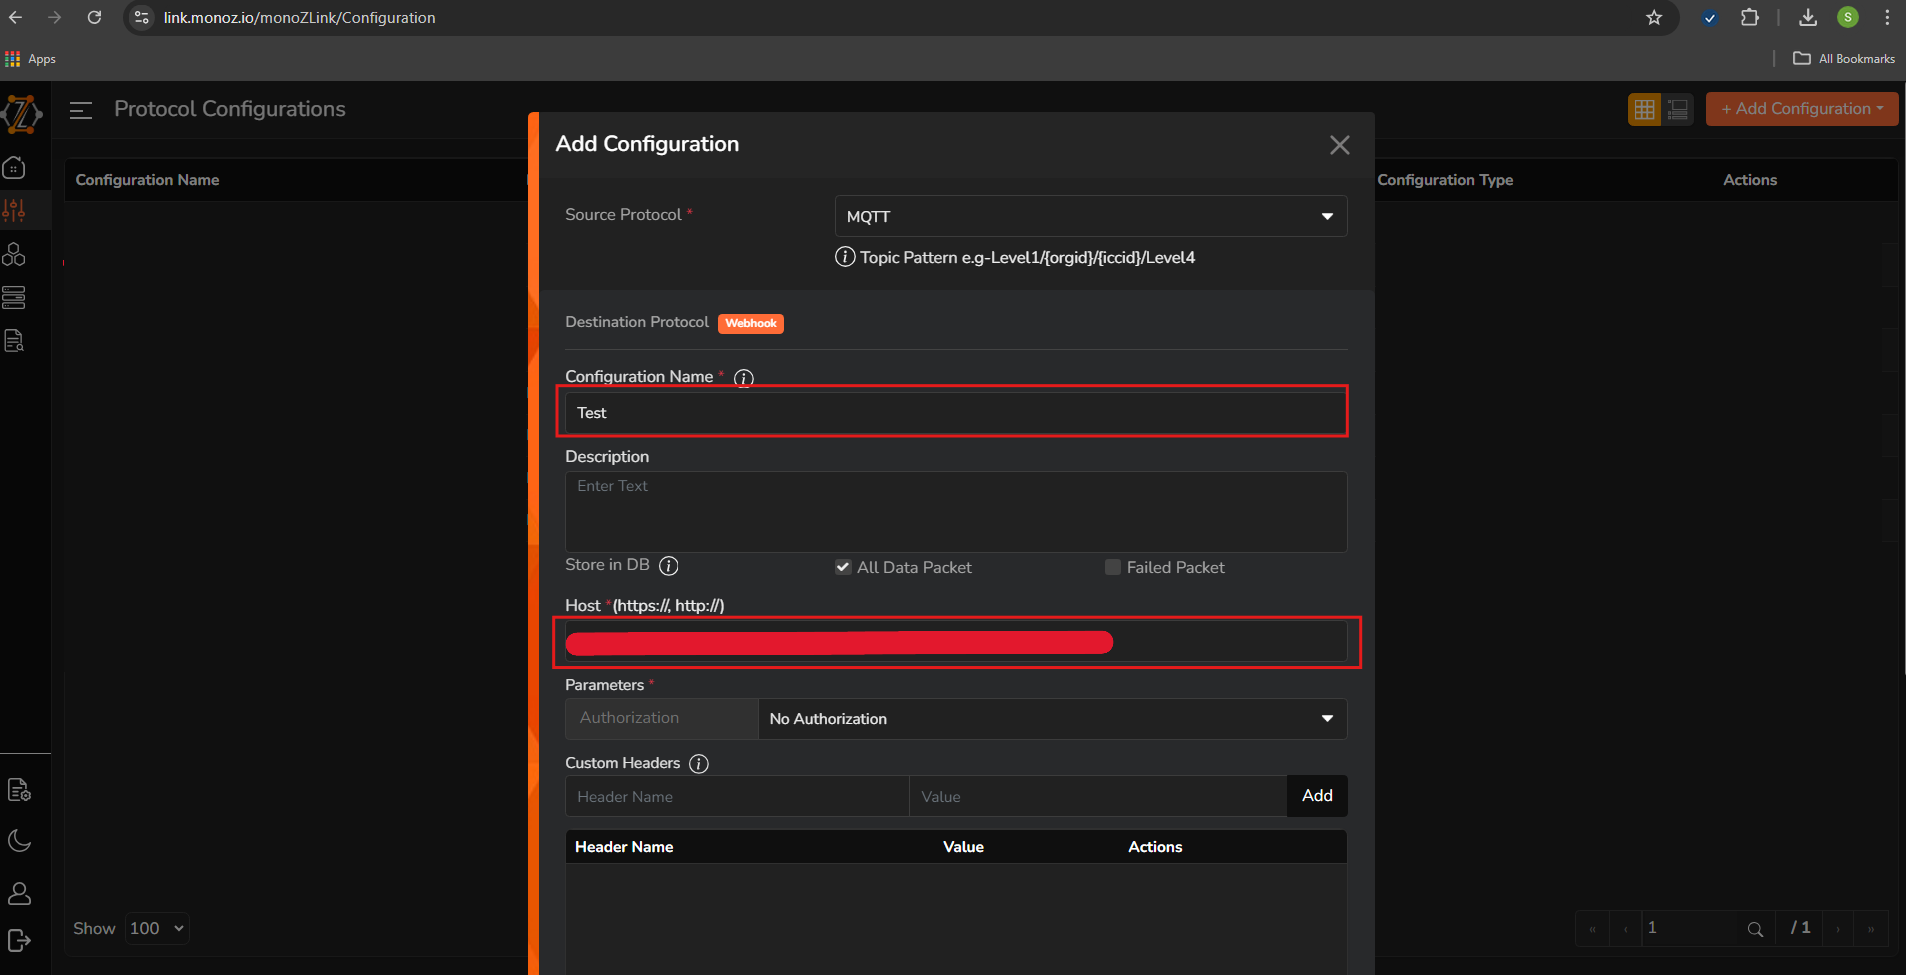 link.monoz.io/monoZLink/Configuration
S
Apps
All Bookmarks
Protocol Configurations
+ Add Configuration
Configuration Name
Configuration Type
Actions
Add Configuration
Source Protocol *
MQTT
Topic Pattern e.g-Level1/{orgid}/{iccid}/Level4
Destination Protocol Webhook
Configuration Name *
Test
Description
Enter Text
Store in DB
All Data Packet
Failed Packet
Host *(https://, http://)
Parameters *
Authorization
No Authorization
Custom Headers
Header Name
Value
Add
Header Name
Value
Actions
Show 100
« ‹ 1 / 1 › »